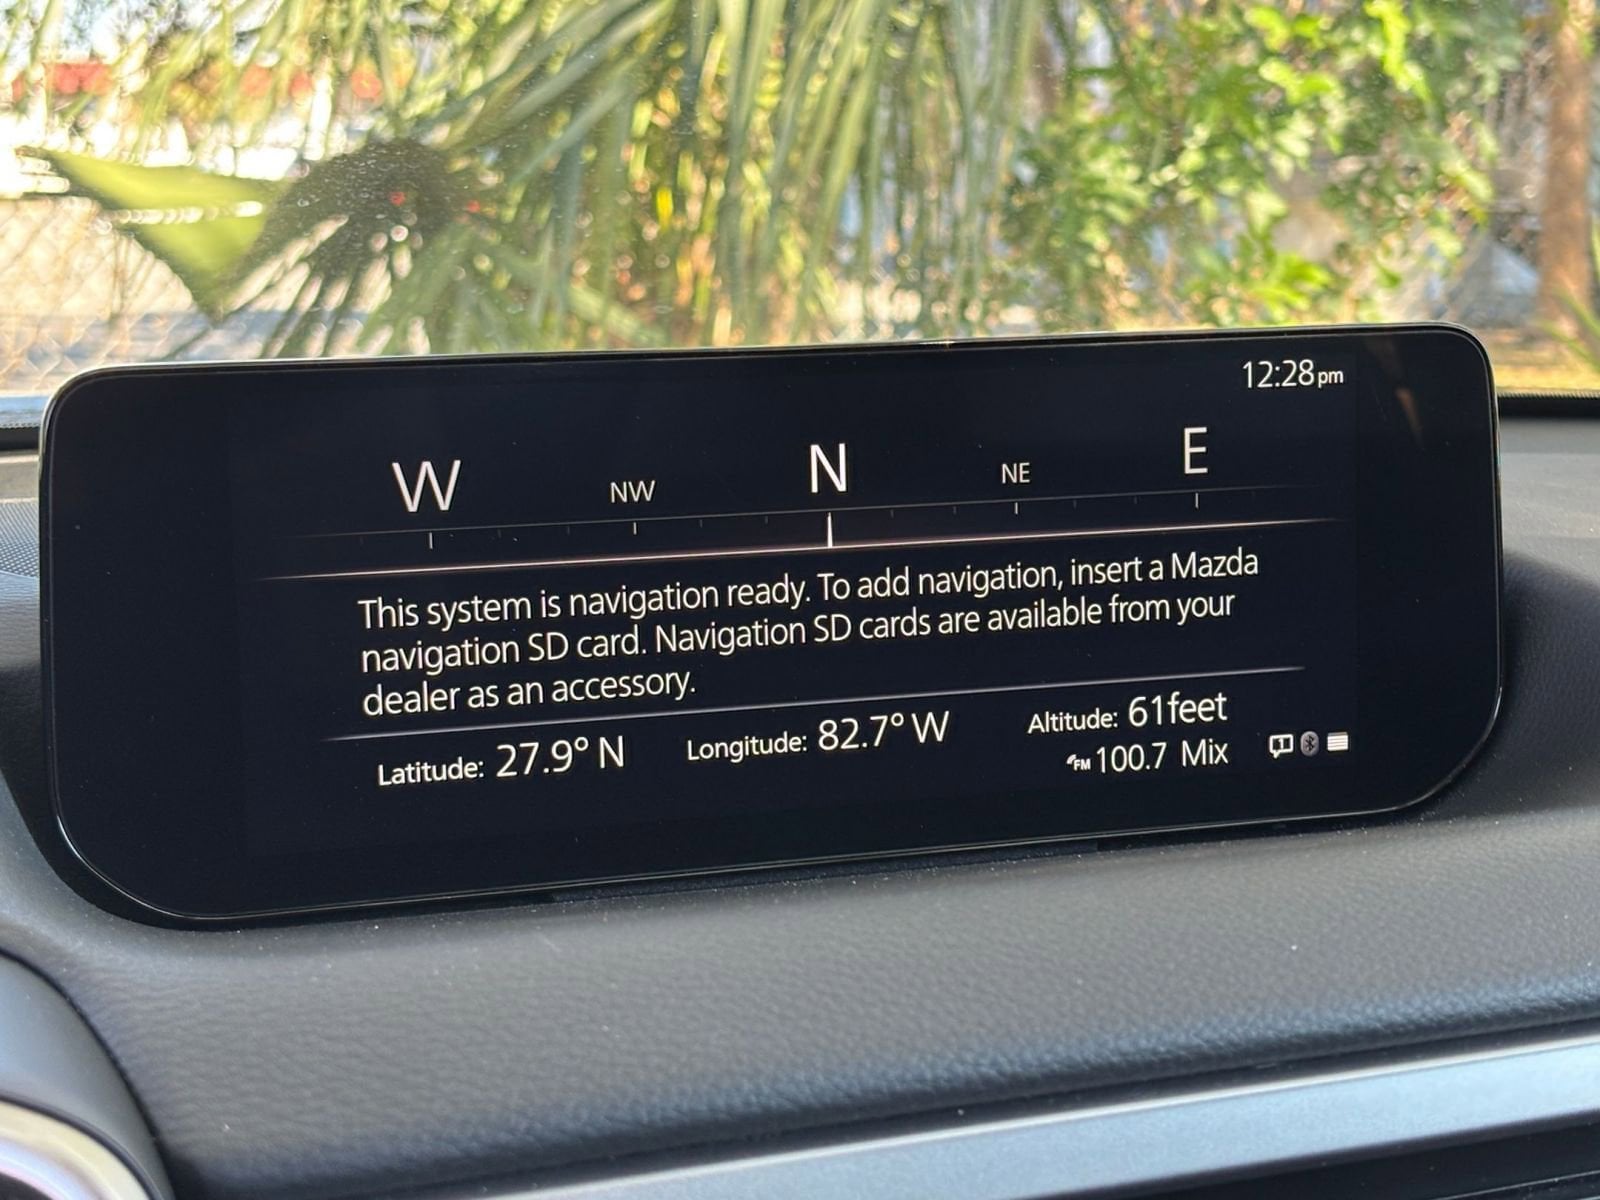 12:28pm
W NW N NE E
This system is navigation ready. To add navigation, insert a Mazda
navigation SD card. Navigation SD cards are available from your
dealer as an accessory.
Latitude: 27.9° N Longitude: 82.7° W Altitude: 61feet
FM 100.7 Mix